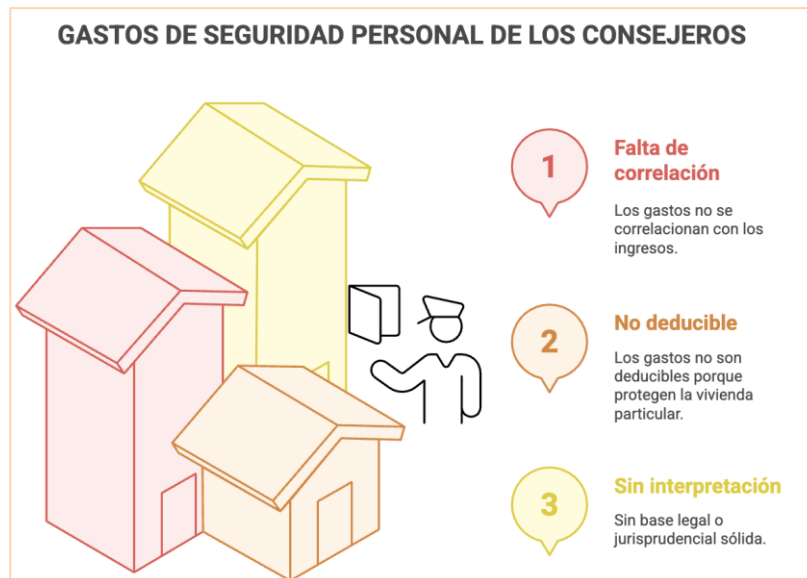 GASTOS DE SEGURIDAD PERSONAL DE LOS CONSEJEROS
1
Falta de
correlación
Los gastos no se
correlacionan con los
ingresos.
2
No deducible
Los gastos no son
deducibles porque
protegen la vivienda
particular.
3
Sin interpretación
Sin base legal o
jurisprudencial sólida.